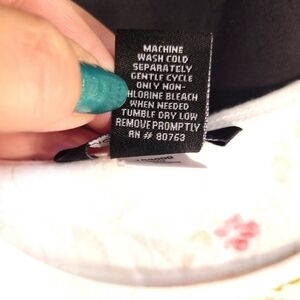 MACHINE
WASH COLD
SEPARATELY
GENTLE CYCLE
ONLY NON-
CHLORINE BLEACH
WHEN NEEDED
TUMBLE DRY LOW
REMOVE PROMPTLY
RN # 80763